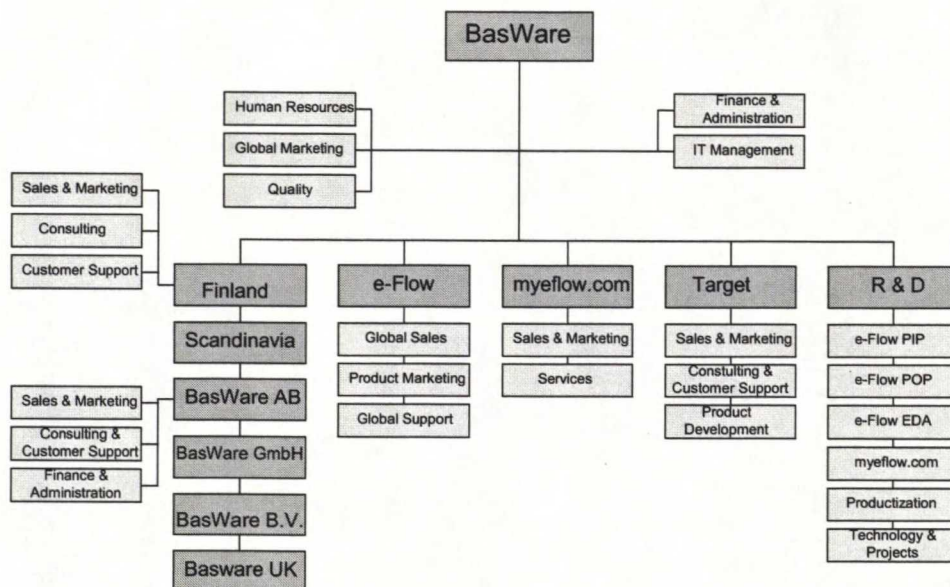 BasWare
Human Resources
Global Marketing
Quality
Finance &
Administration
IT Management
Sales & Marketing
Consulting
Customer Support
Finland
Scandinavia
BasWare AB
BasWare GmbH
BasWare B.V.
Basware UK
Sales & Marketing
Consulting &
Customer Support
Finance &
Administration
e-Flow
Global Sales
Product Marketing
Global Support
myeflow.com
Sales & Marketing
Services
Target
Sales & Marketing
Constulting &
Customer Support
Product
Development
R & D
e-Flow PIP
e-Flow POP
e-Flow EDA
myeflow.com
Productization
Technology &
Projects